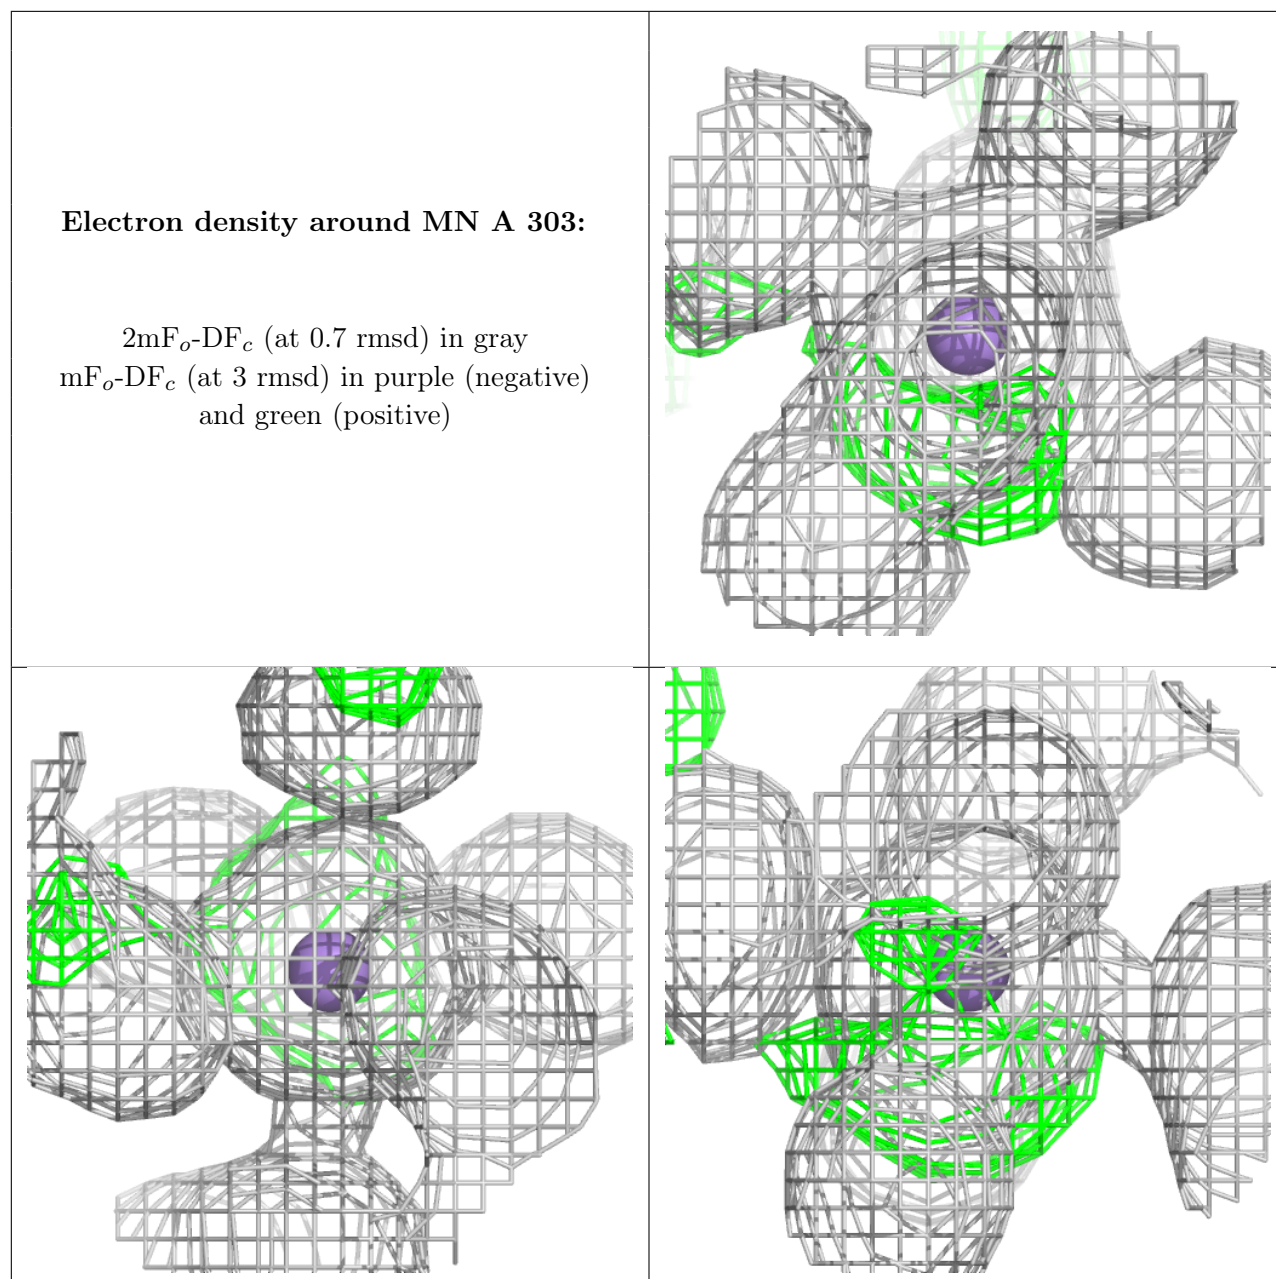 Electron density around MN A 303:
2mFo-DFc (at 0.7 rmsd) in gray
mFo-DFc (at 3 rmsd) in purple (negative)
and green (positive)